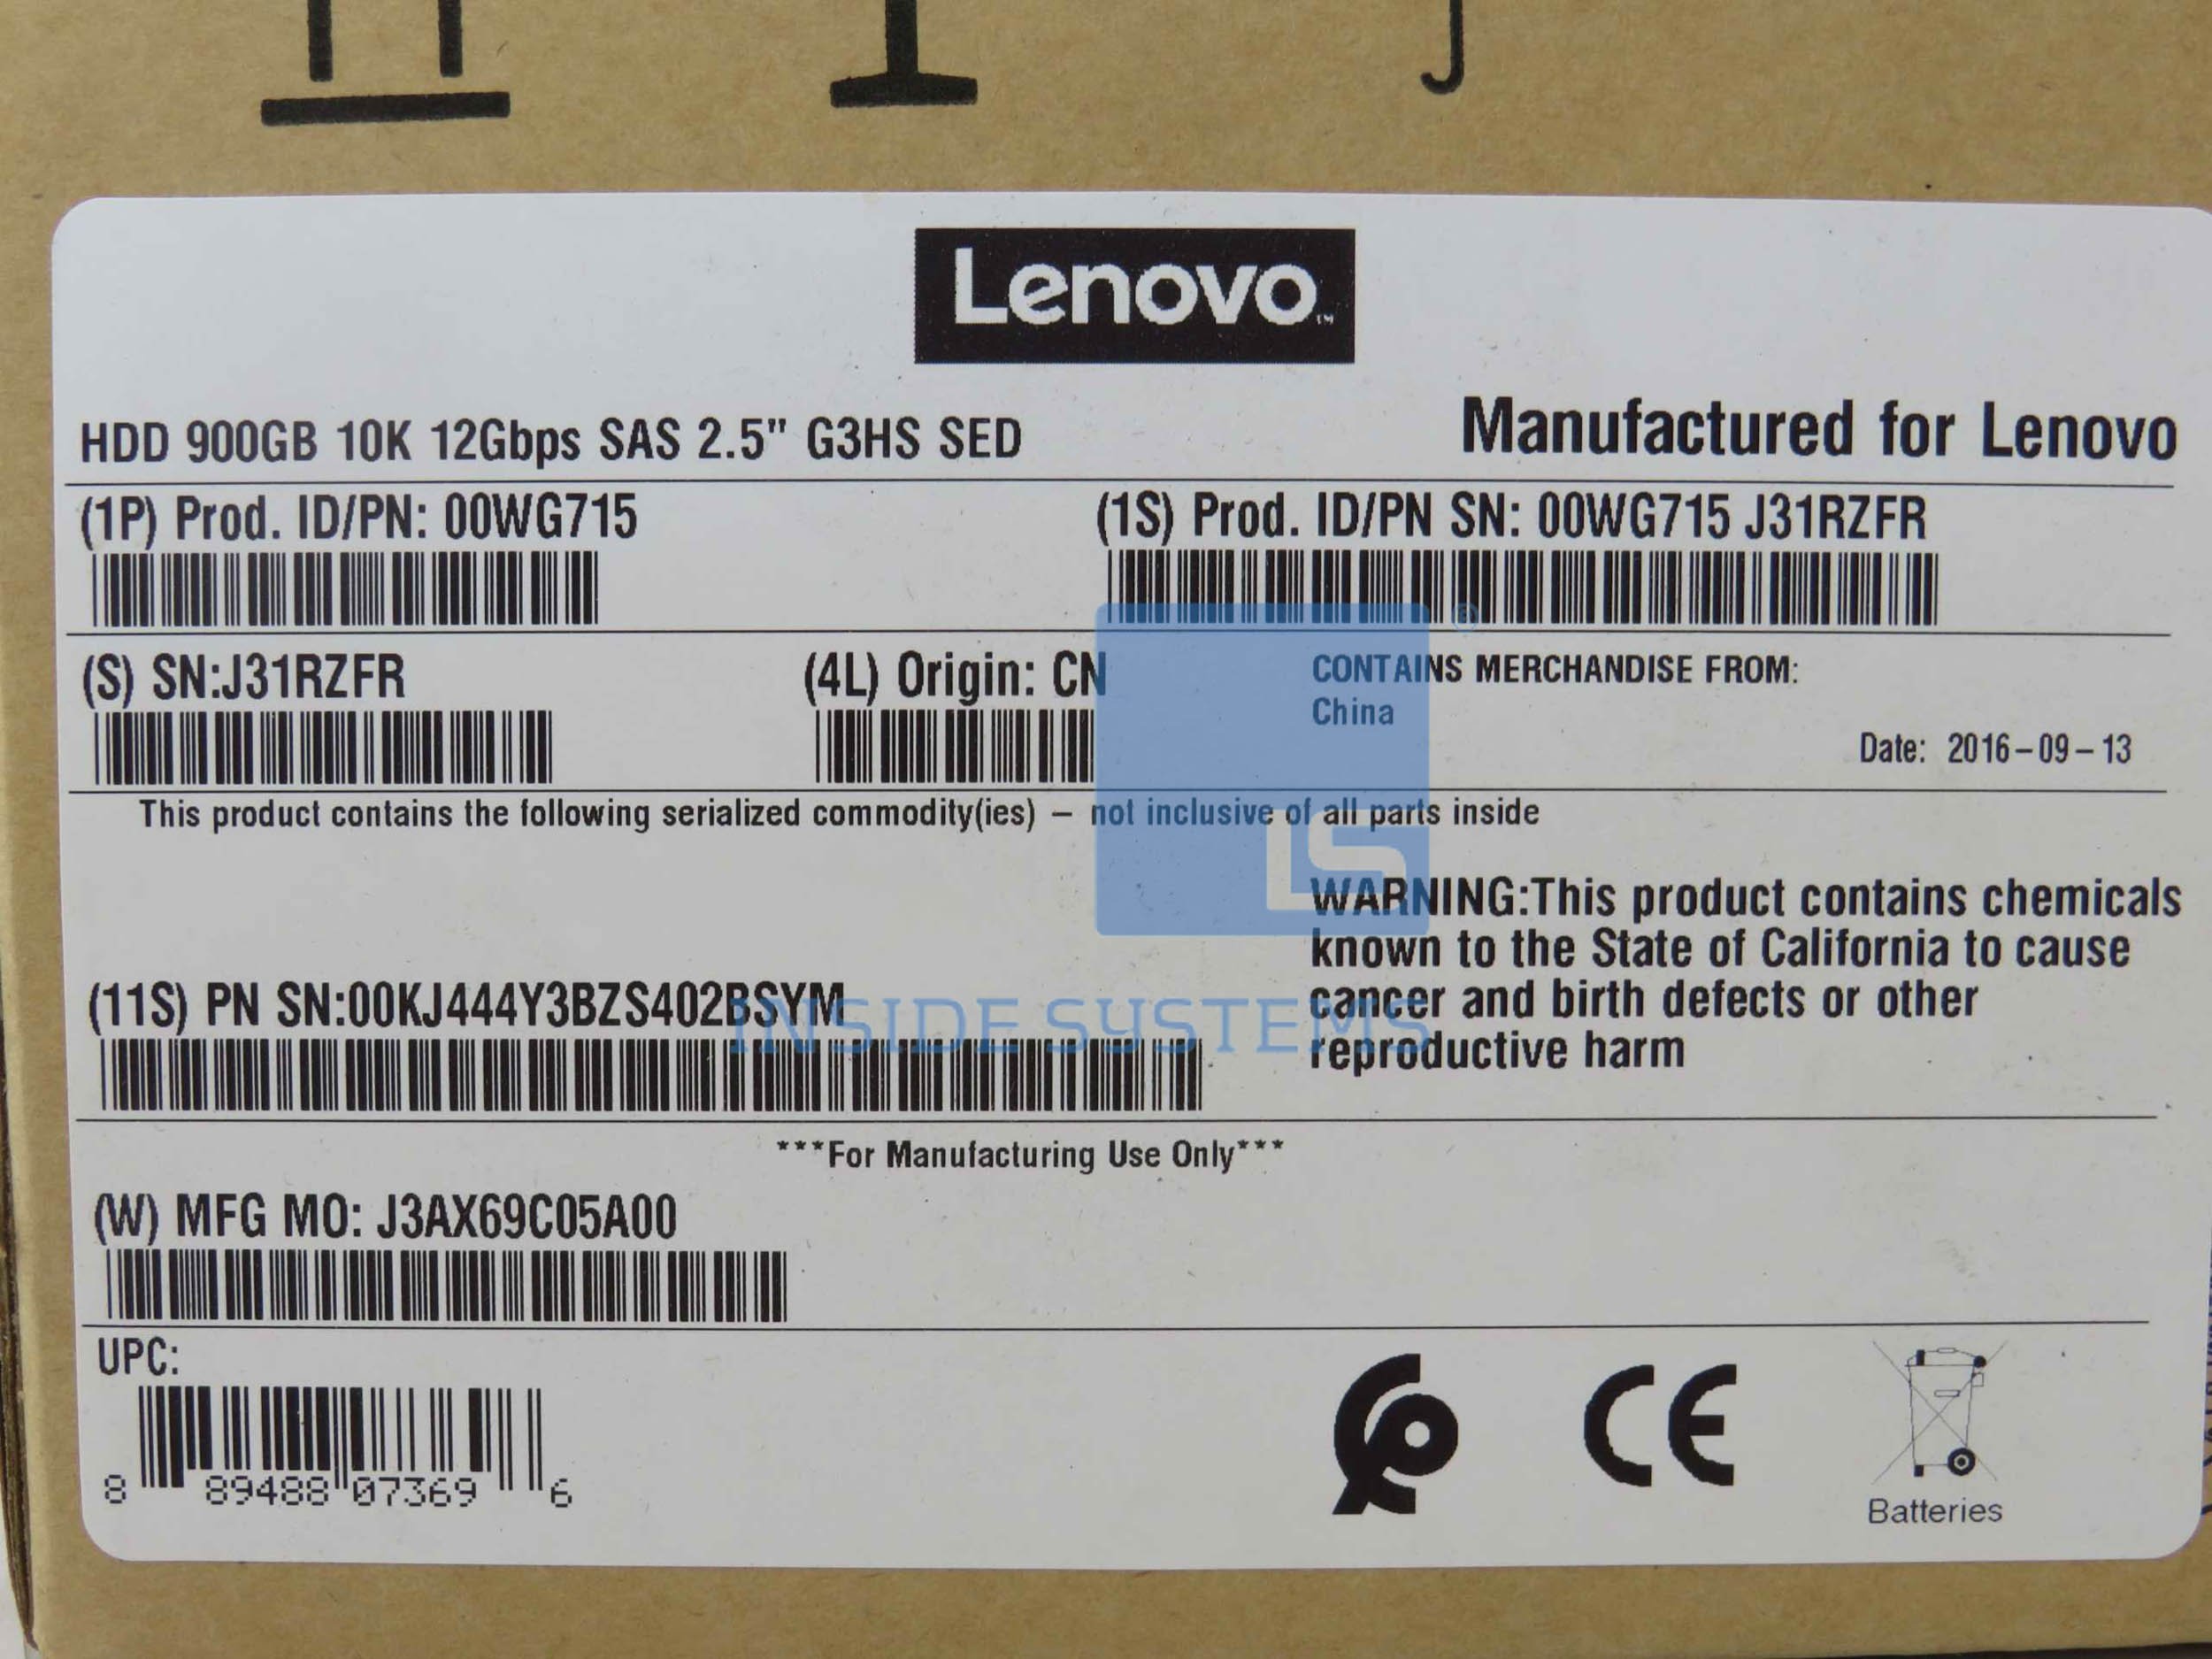 Lenovo™
HDD 900GB 10K 12Gbps SAS 2.5" G3HS SED
Manufactured for Lenovo
(1P) Prod. ID/PN: 00WG715
(1S) Prod. ID/PN SN: 00WG715 J31RZFR
(S) SN:J31RZFR
(4L) Origin: CN
CONTAINS MERCHANDISE FROM:
China
Date: 2016-09-13
This product contains the following serialized commodity(ies) – not inclusive of all parts inside
LS
WARNING:This product contains chemicals
known to the State of California to cause
cancer and birth defects or other
reproductive harm
(11S) PN SN:00KJ444Y3BZS402BSYM
INSIDE SYSTEMS
***For Manufacturing Use Only***
(W) MFG MO: J3AX69C05A00
UPC:
8 89488 07369 6
CE
Batteries